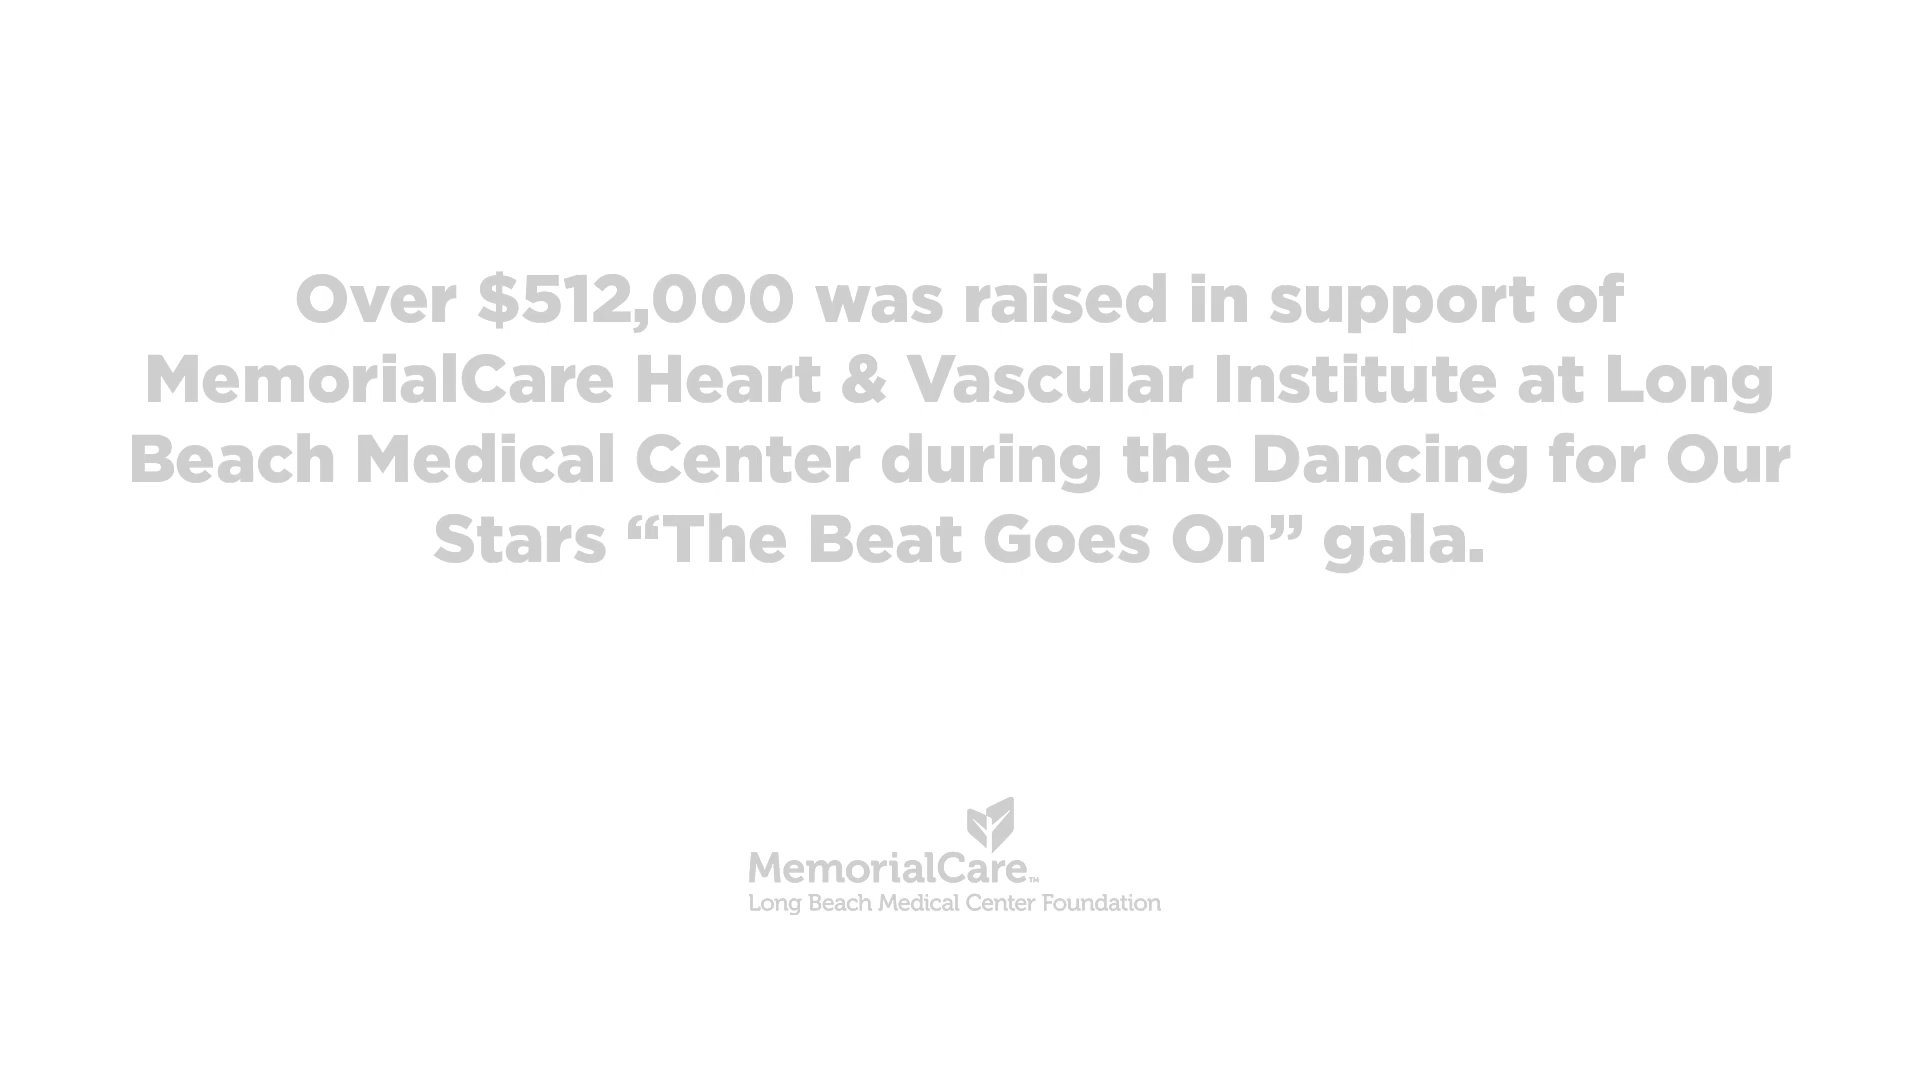 Over $512,000 was raised in support of
MemorialCare Heart & Vascular Institute at Long
Beach Medical Center during the Dancing for Our
Stars “The Beat Goes On” gala.
MemorialCare™
Long Beach Medical Center Foundation